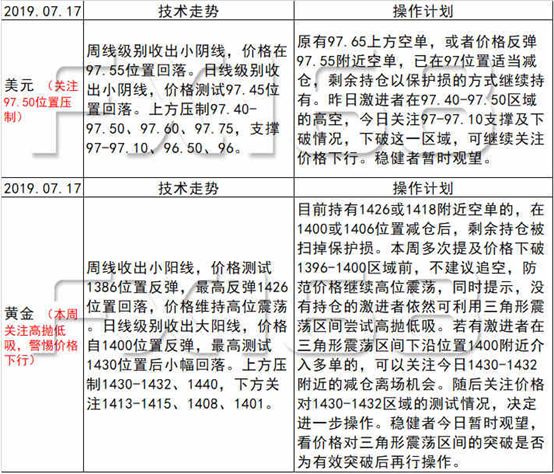 2019.07.17
技术走势
操作计划
美元 （关注
97.50位置压
制）
周线级别收出小阴线，价格在
97.55位置回落。日线级别收
出小阴线，价格测试97.45位
置回落。上方压制97.40-
97.50、97.60、97.75，支撑
97-97.10、96.50、96。
原有97.65上方空单，或者价格反弹
97.55附近空单，已在97位置适当减
仓，剩余持仓以保护损的方式继续持
有。昨日激进者在97.40-97.50区域
的高空，今日关注97-97.10支撑及下
破情况，下破这一区域，可继续关注
价格下行。稳健者暂时观望。
2019.07.17
技术走势
操作计划
黄金 （本周
关注高抛低
吸，警惕价格
下行）
周线收出小阳线，价格测试
1386位置反弹，最高反弹1426
位置回落，价格维持高位震荡
。日线级别收出大阳线，价格
自1400位置反弹，最高测试
1430位置后小幅回落。上方压
制1430-1432、1440，下方关
注1413-1415、1408、1401。
目前持有1426或1418附近空单的，在
1400或1406位置减仓后，剩余持仓被
扫掉保护损。本周多次提及价格下破
1396-1400区域前，不建议追空，防
范价格继续高位震荡，同时提示，没
有持仓的激进者依然可利用三角形震
荡区间尝试高抛低吸。若有激进者在
三角形震荡区间下沿位置1400附近介
入多单的，可以关注今日1430-1432
附近的减仓离场机会。随后关注价格
对1430-1432区域的测试情况，决定
进一步操作。稳健者今日暂时观望，
看价格对三角形震荡区间的突破是否
为有效突破后再行操作。